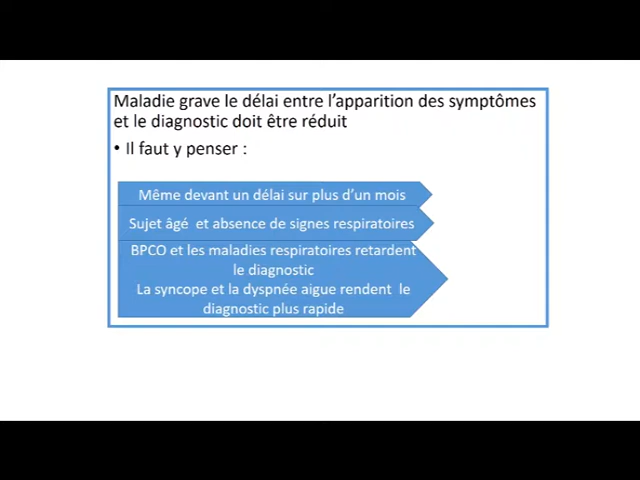 Maladie grave le délai entre l'apparition des symptômes
et le diagnostic doit être réduit
• Il faut y penser :
Même devant un délai sur plus d'un mois
Sujet âgé et absence de signes respiratoires
BPCO et les maladies respiratoires retardent
le diagnostic
La syncope et la dyspnée aigue rendent le
diagnostic plus rapide